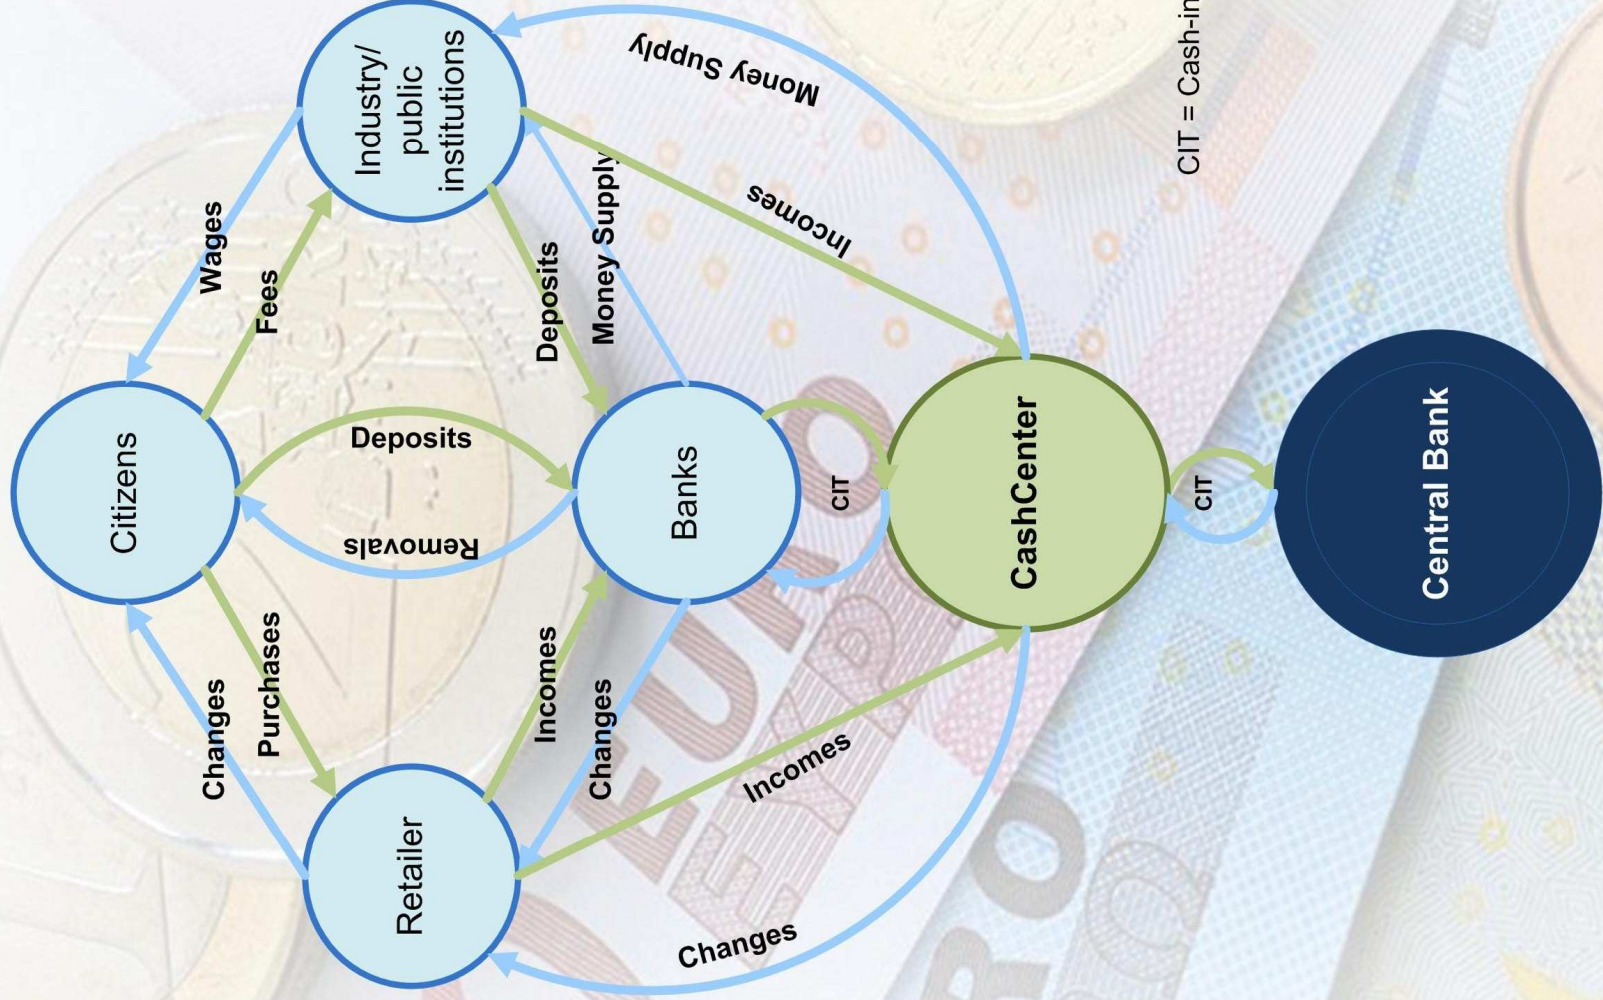 Citizens
Changes
Wages
Purchases
Fees
Retailer
Industry/
public
institutions
Removals
Deposits
Incomes
Deposits
Changes
Money Supply
Banks
Changes
Incomes
Incomes
Money Supply
CIT
EURO
CashCenter
CIT
CIT = Cash-in
Central Bank